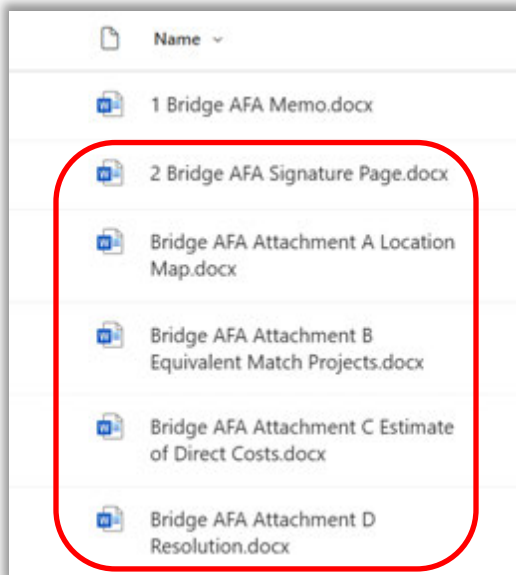 Name
1 Bridge AFA Memo.docx
2 Bridge AFA Signature Page.docx
Bridge AFA Attachment A Location
Map.docx
Bridge AFA Attachment B
Equivalent Match Projects.docx
Bridge AFA Attachment C Estimate
of Direct Costs.docx
Bridge AFA Attachment D
Resolution.docx